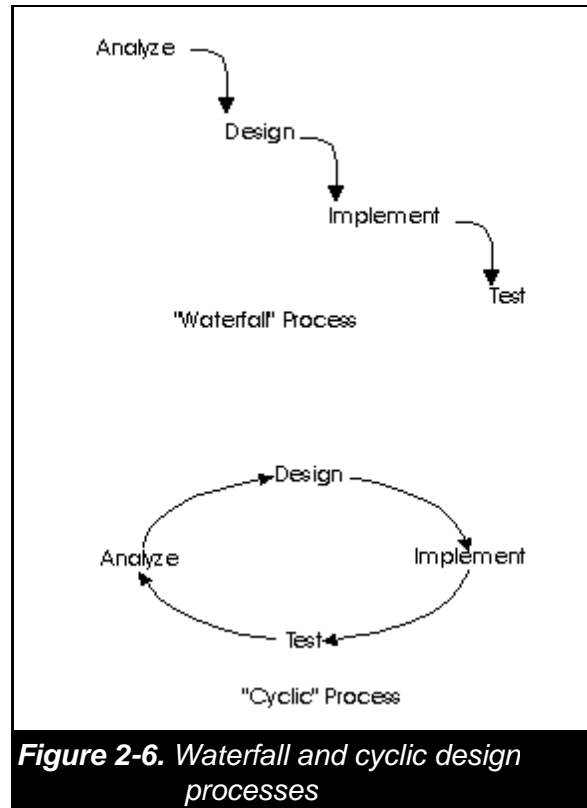 Analyze
Design
Implement
Test
"Waterfall" Process
Design
Analyze
Implement
Test
"Cyclic" Process
Figure 2-6. Waterfall and cyclic design
processes